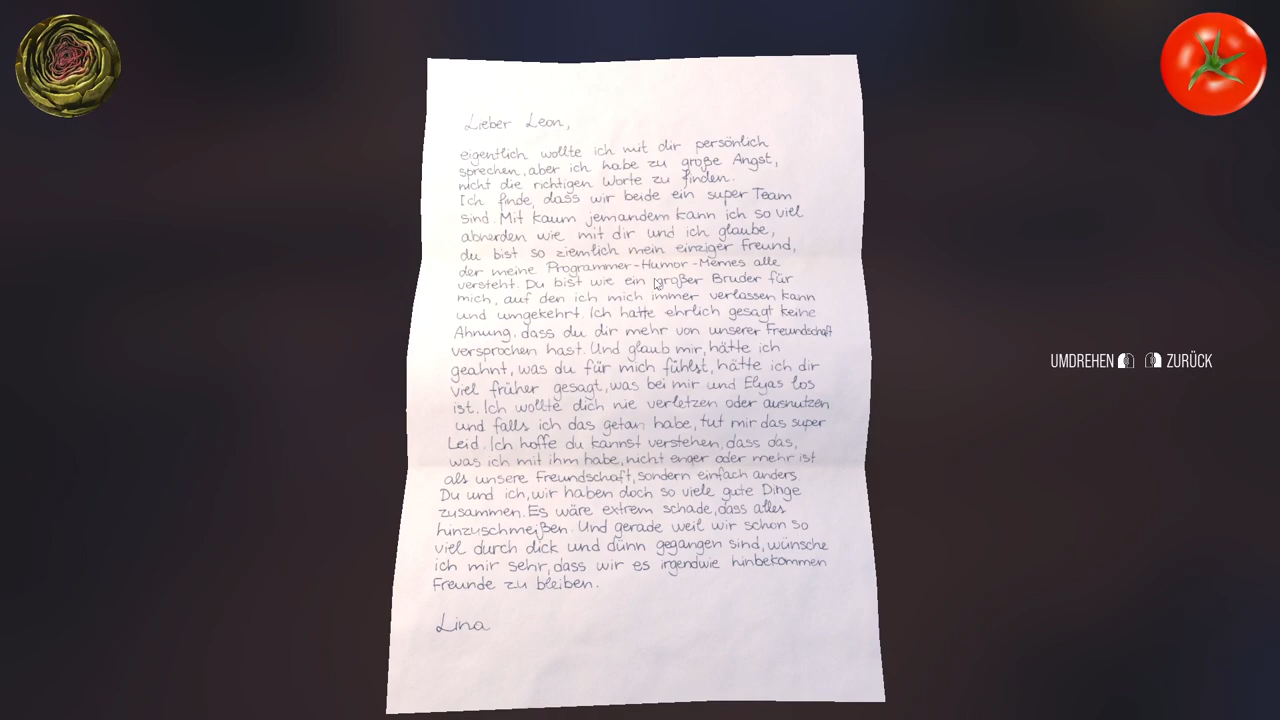 Lieber Leon,
eigentlich wollte ich mit dir persönlich
sprechen, aber ich habe zu große Angst,
nicht die richtigen Worte zu finden.
Ich finde, dass wir beide ein super Team
sind. Mit kaum jemandem kann ich so viel
abnerden wie mit dir und ich glaube,
du bist so ziemlich mein einziger Freund,
der meine Programmer-Humor-Memes alle
versteht. Du bist wie ein großer Bruder für
mich, auf den ich mich immer verlassen kann
und umgekehrt. Ich hatte ehrlich gesagt keine
Ahnung, dass du dir mehr von unserer Freundschaft
versprochen hast. Und glaub mir, hätte ich
geahnt, was du für mich fühlst, hätte ich dir
viel früher gesagt, was bei mir und Elyas los
ist. Ich wollte dich nie verletzen oder ausnutzen
und falls ich das getan habe, tut mir das super
Leid. Ich hoffe du kannst verstehen, dass das,
was ich mit ihm habe, nicht enger oder mehr ist
als unsere Freundschaft, sondern einfach anders.
Du und ich, wir haben doch so viele gute Dinge
zusammen. Es wäre extrem schade, dass alles
hinzuschmeißen. Und gerade weil wir schon so
viel durch dick und dünn gegangen sind, wünsche
ich mir sehr, dass wir es irgendwie hinbekommen
Freunde zu bleiben.
Lina
UMDREHEN ZURÜCK